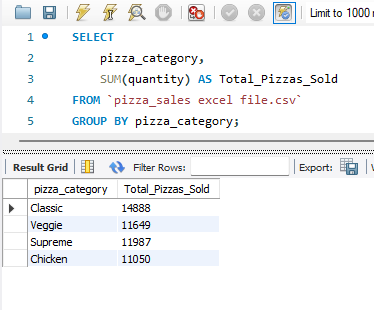 Limit to 1000 r
1 SELECT
2 pizza_category,
3 SUM(quantity) AS Total_Pizzas_Sold
4 FROM `pizza_sales excel file.csv`
5 GROUP BY pizza_category;
Result Grid Filter Rows: Export:
pizza_category Total_Pizzas_Sold
Classic 14888
Veggie 11649
Supreme 11987
Chicken 11050